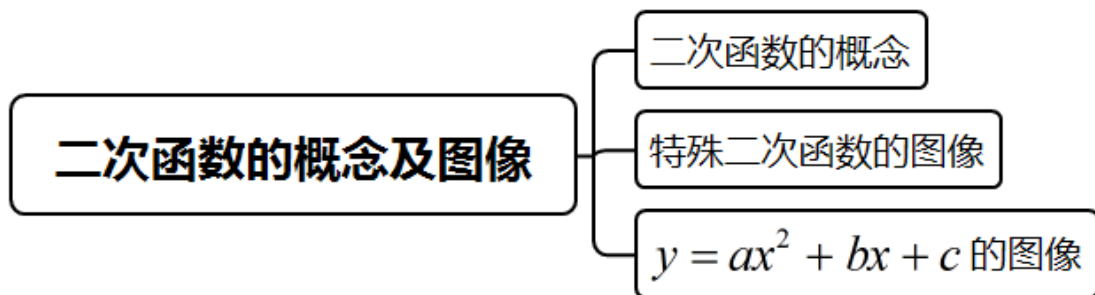 二次函数的概念
二次函数的概念及图像
特殊二次函数的图像
y = ax² + bx + c 的图像